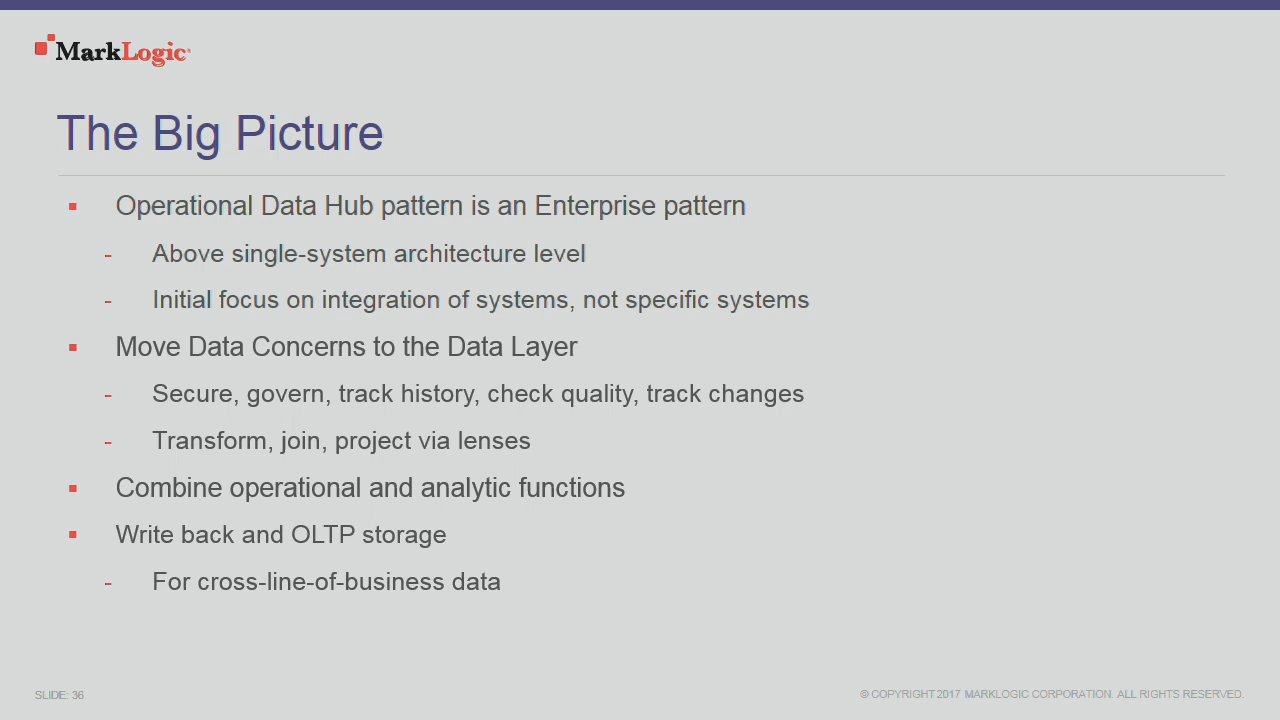 MarkLogic®
The Big Picture
▪ Operational Data Hub pattern is an Enterprise pattern
- Above single-system architecture level
- Initial focus on integration of systems, not specific systems
▪ Move Data Concerns to the Data Layer
- Secure, govern, track history, check quality, track changes
- Transform, join, project via lenses
▪ Combine operational and analytic functions
▪ Write back and OLTP storage
- For cross-line-of-business data
SLIDE: 36
© COPYRIGHT 2017 MARKLOGIC CORPORATION. ALL RIGHTS RESERVED.